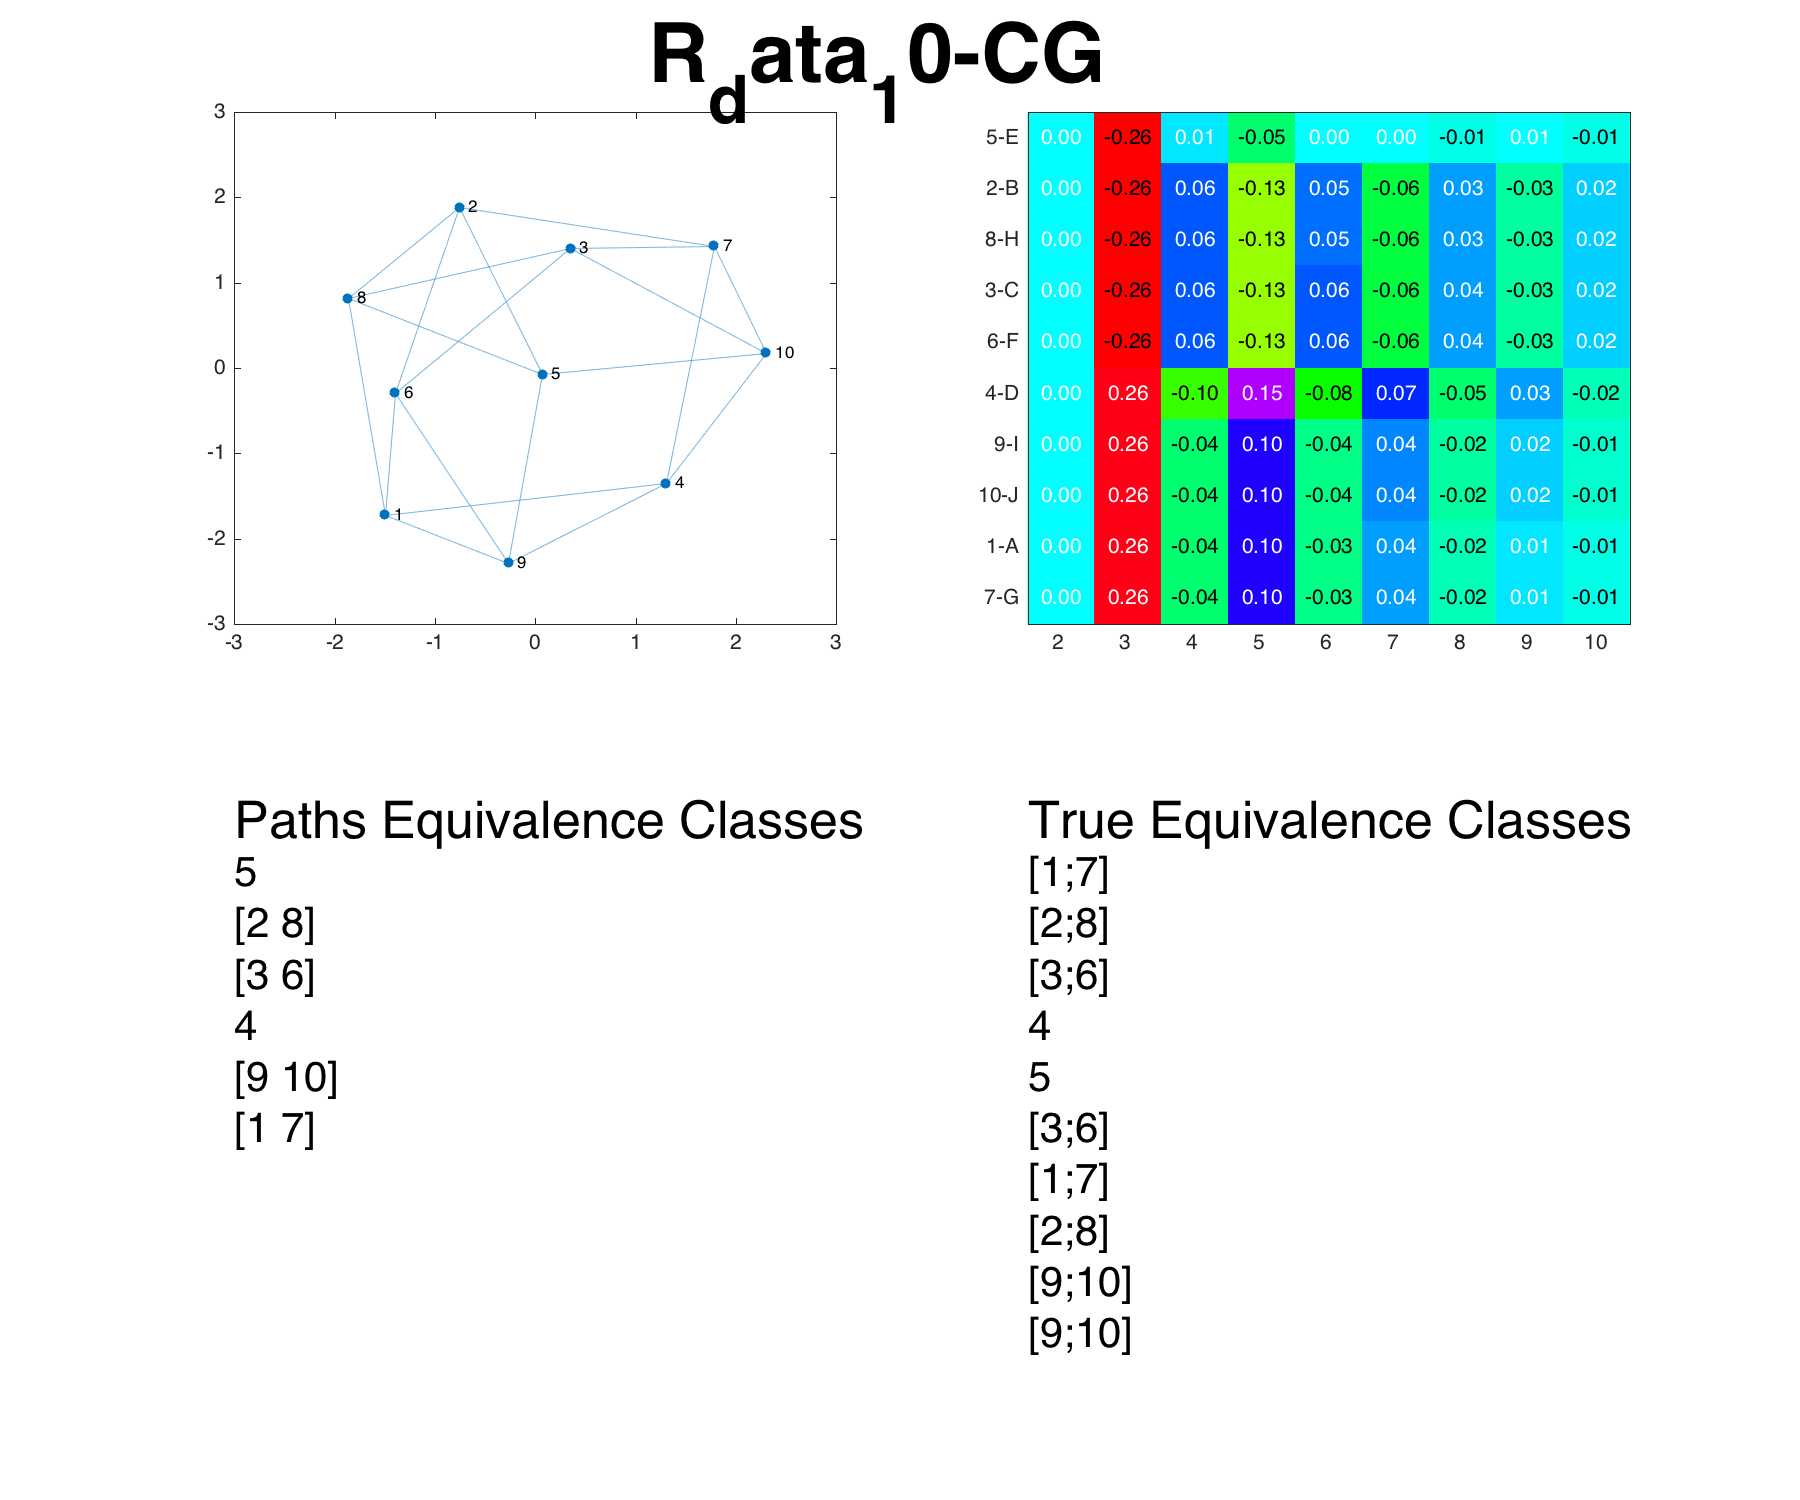 R_data_10-CG
3
2
1
0
-1
-2
-3
-3 -2 -1 0 1 2 3
2
3
7
8
10
5
6
4
1
9
5-E 0.00 -0.26 0.01 -0.05 0.00 0.00 -0.01 0.01 -0.01
2-B 0.00 -0.26 0.06 -0.13 0.05 -0.06 0.03 -0.03 0.02
8-H 0.00 -0.26 0.06 -0.13 0.05 -0.06 0.03 -0.03 0.02
3-C 0.00 -0.26 0.06 -0.13 0.06 -0.06 0.04 -0.03 0.02
6-F 0.00 -0.26 0.06 -0.13 0.06 -0.06 0.04 -0.03 0.02
4-D 0.00 0.26 -0.10 0.15 -0.08 0.07 -0.05 0.03 -0.02
9-I 0.00 0.26 -0.04 0.10 -0.04 0.04 -0.02 0.02 -0.01
10-J 0.00 0.26 -0.04 0.10 -0.04 0.04 -0.02 0.02 -0.01
1-A 0.00 0.26 -0.04 0.10 -0.03 0.04 -0.02 0.01 -0.01
7-G 0.00 0.26 -0.04 0.10 -0.03 0.04 -0.02 0.01 -0.01
2 3 4 5 6 7 8 9 10
Paths Equivalence Classes
5
[2 8]
[3 6]
4
[9 10]
[1 7]
True Equivalence Classes
[1;7]
[2;8]
[3;6]
4
5
[3;6]
[1;7]
[2;8]
[9;10]
[9;10]